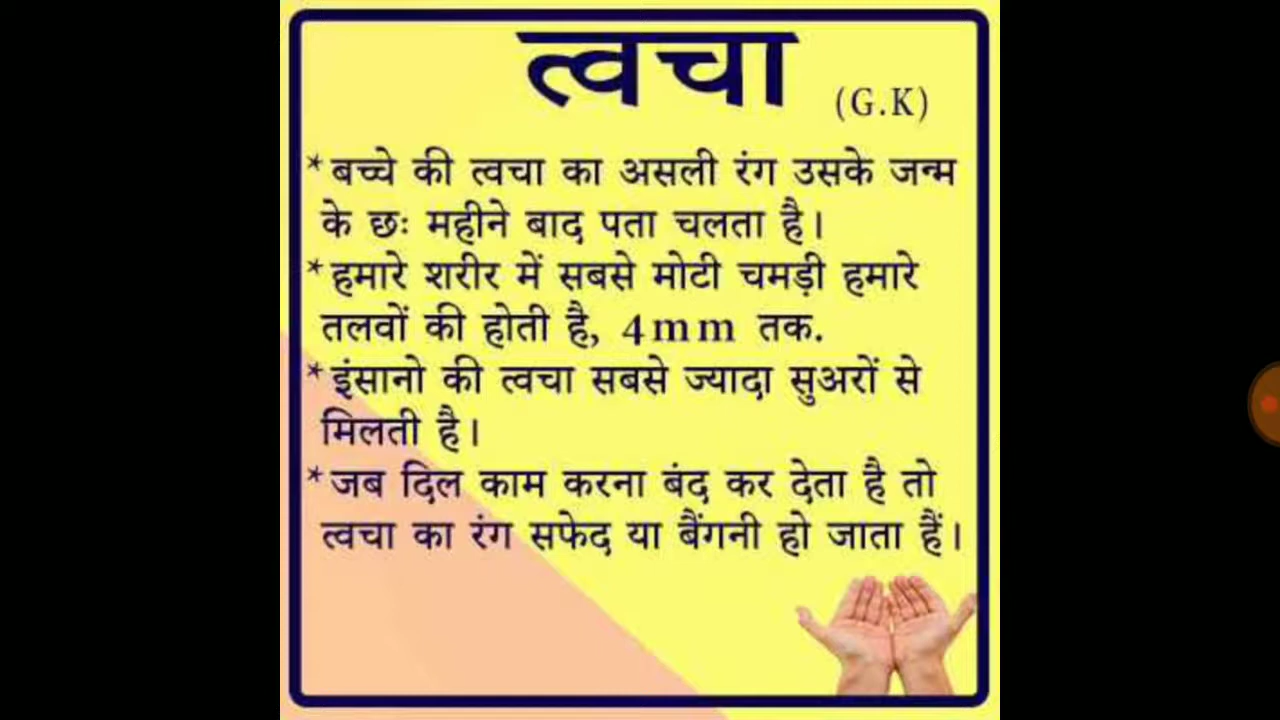 त्वचा
(G.K)
*बच्चे की त्वचा का असली रंग उसके जन्म
के छः महीने बाद पता चलता है।
*हमारे शरीर में सबसे मोटी चमड़ी हमारे
तलवों की होती है, 4mm तक.
*इंसानो की त्वचा सबसे ज्यादा सुअरों से
मिलती है।
*जब दिल काम करना बंद कर देता है तो
त्वचा का रंग सफेद या बैंगनी हो जाता हैं।